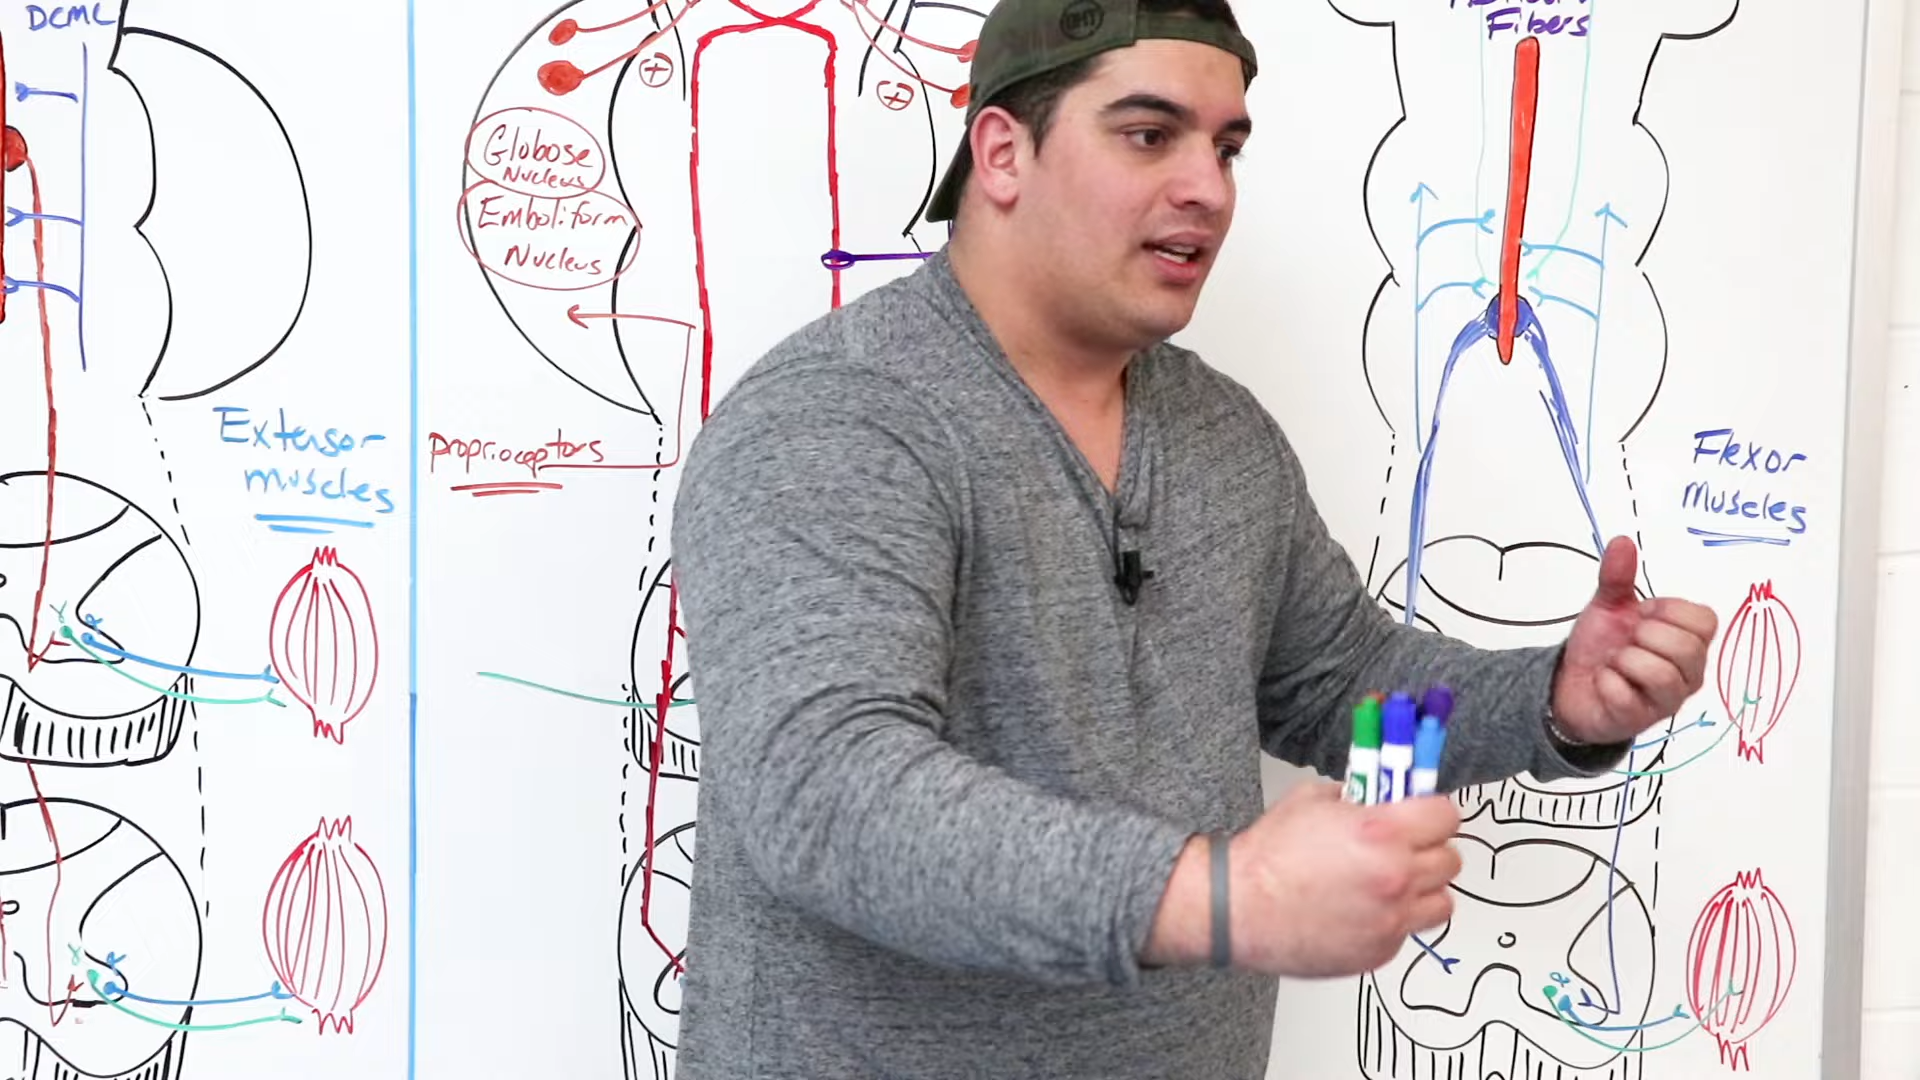 DCML
Extensor
muscles
γ
α
γ
α
+
+
Globose
Nucleus
Emboliform
Nucleus
proprioceptors
Fibers
Flexor
Muscles
α